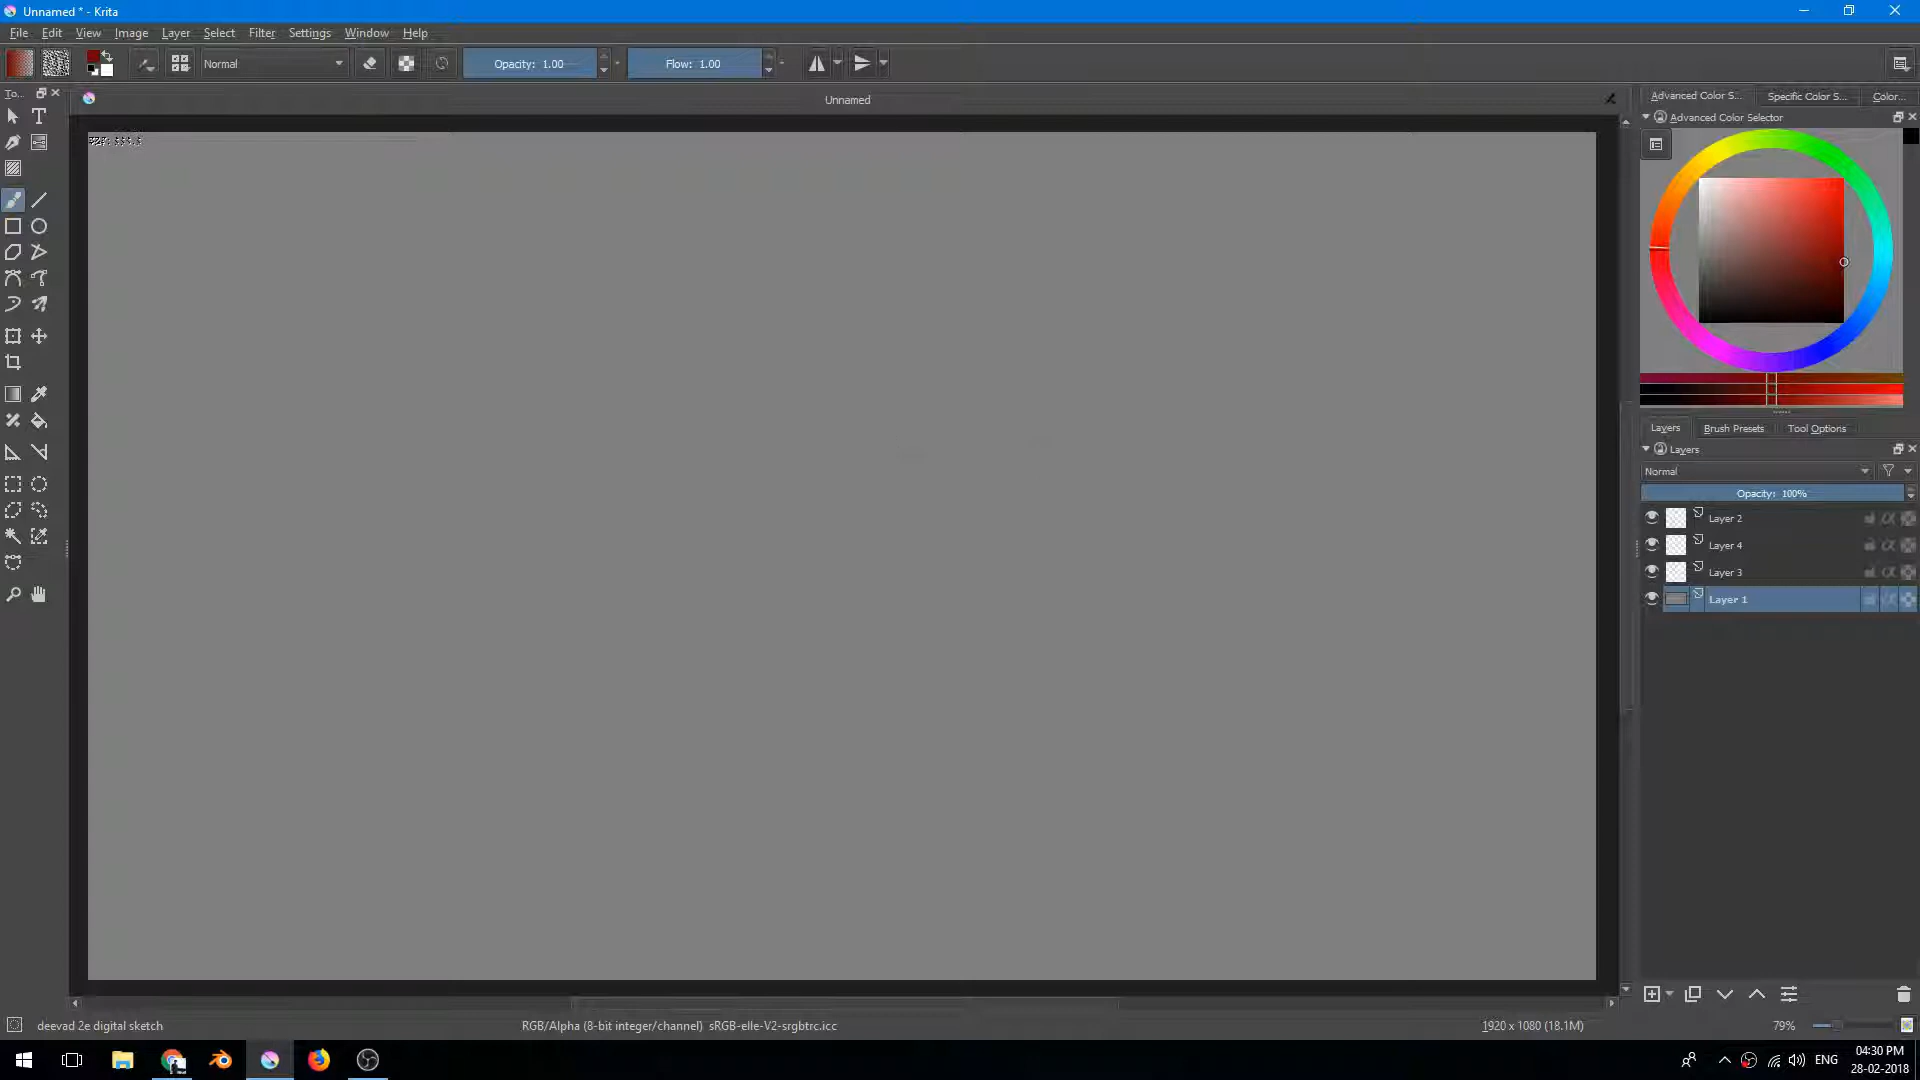 Unnamed * - Krita
File Edit View Image Layer Select Filter Settings Window Help
Normal Opacity: 1.00 Flow: 1.00
To...
Unnamed
Advanced Color S... Specific Color S... Color...
Advanced Color Selector
Layers Brush Presets Tool Options
Layers
Normal
Opacity: 100%
Layer 2
Layer 4
Layer 3
Layer 1
deevad 2e digital sketch
RGB/Alpha (8-bit integer/channel) sRGB-elle-V2-srgbtrc.icc
1920 x 1080 (18.1M)
79%
ENG
04:30 PM
28-02-2018